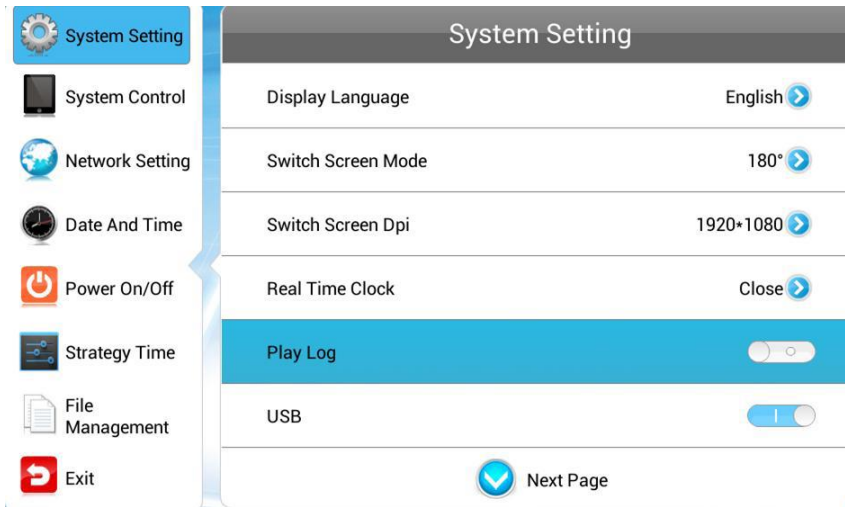 System Setting
System Control
Network Setting
Date And Time
Power On/Off
Strategy Time
File
Management
Exit
System Setting
Display Language English
Switch Screen Mode 180°
Switch Screen Dpi 1920*1080
Real Time Clock Close
Play Log
USB
Next Page